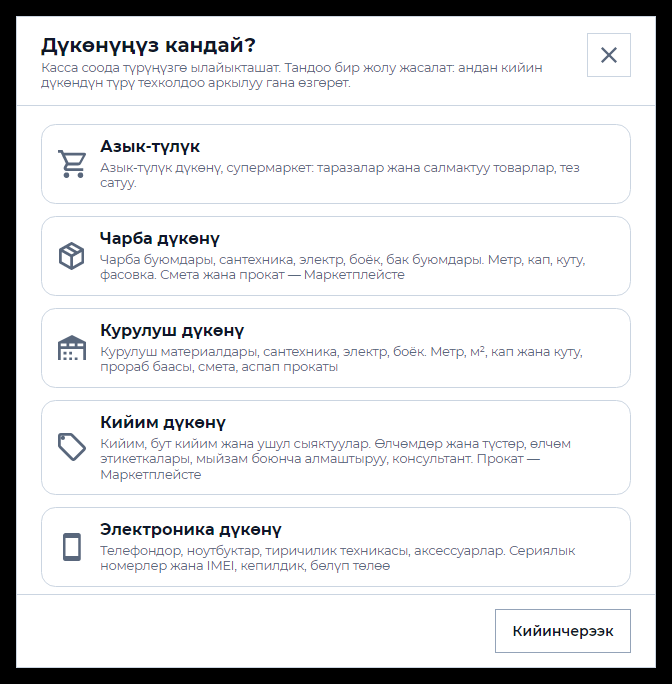 Дүкөнүңүз кандай?
Касса соода түрүңүзгө ылайыкташат. Тандоо бир жолу жасалат: андан кийин
дүкөндүн түрү техколдоо аркылуу гана өзгөрөт.
Азык-түлүк
Азык-түлүк дүкөнү, супермаркет: таразалар жана салмактуу товарлар, тез
сатуу.
Чарба дүкөнү
Чарба буюмдары, сантехника, электр, боёк, бак буюмдары. Метр, кап, куту,
фасовка. Смета жана прокат — Маркетплейсте
Курулуш дүкөнү
Курулуш материалдары, сантехника, электр, боёк. Метр, м², кап жана куту,
прораб баасы, смета, аспап прокаты
Кийим дүкөнү
Кийим, бут кийим жана ушул сыяктуулар. Өлчөмдөр жана түстөр, өлчөм
этикеткалары, мыйзам боюнча алмаштыруу, консультант. Прокат —
Маркетплейсте
Электроника дүкөнү
Телефондор, ноутбуктар, тиричилик техникасы, аксессуарлар. Сериялык
номерлер жана IMEI, кепилдик, бөлүп төлөө
Кийинчерээк